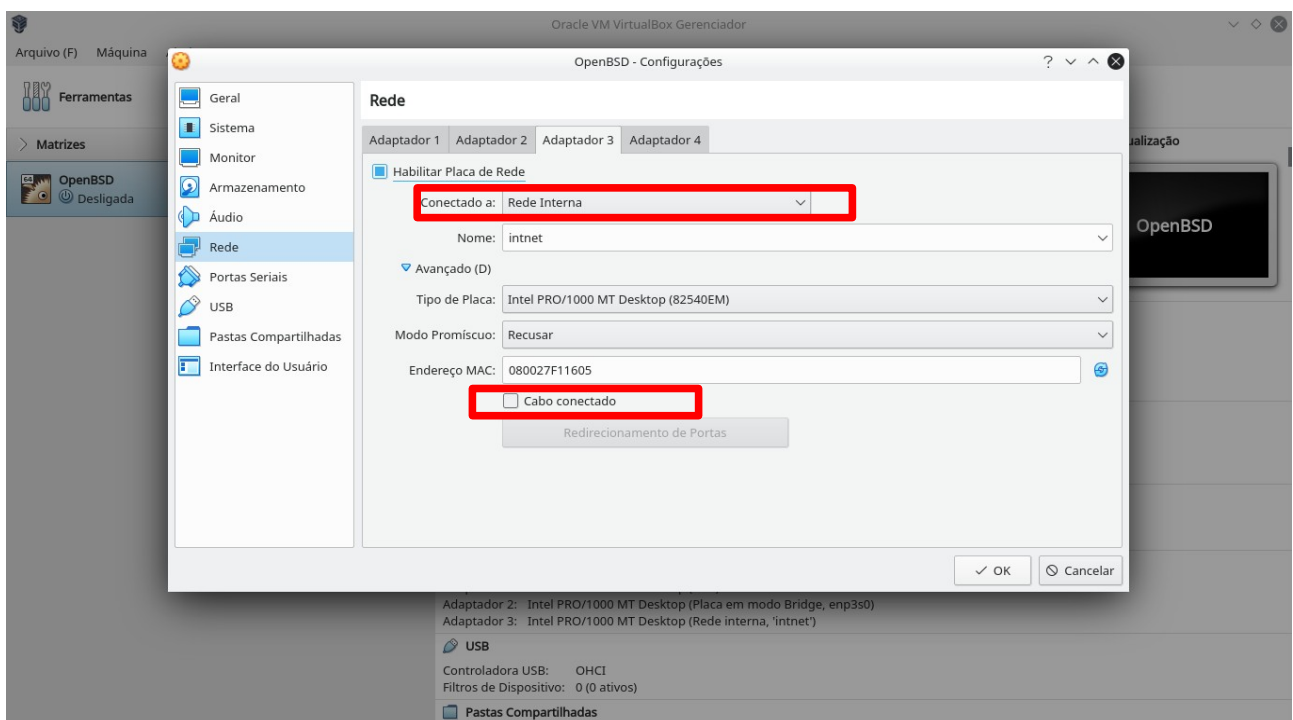 Oracle VM VirtualBox Gerenciador
Arquivo (F) Máquina
OpenBSD - Configurações
Ferramentas
Matrizes
OpenBSD
64
Desligada
Geral
Sistema
Monitor
Armazenamento
Áudio
Rede
Portas Seriais
USB
Pastas Compartilhadas
Interface do Usuário
Rede
Adaptador 1 Adaptador 2 Adaptador 3 Adaptador 4
Habilitar Placa de Rede
Conectado a: Rede Interna
Nome: intnet
Avançado (D)
Tipo de Placa: Intel PRO/1000 MT Desktop (82540EM)
Modo Promíscuo: Recusar
Endereço MAC: 080027F11605
Cabo conectado
Redirecionamento de Portas
OK Cancelar
OpenBSD
Adaptador 2: Intel PRO/1000 MT Desktop (Placa em modo Bridge, enp3s0)
Adaptador 3: Intel PRO/1000 MT Desktop (Rede interna, 'intnet')
USB
Controladora USB: OHCI
Filtros de Dispositivo: 0 (0 ativos)
Pastas Compartilhadas